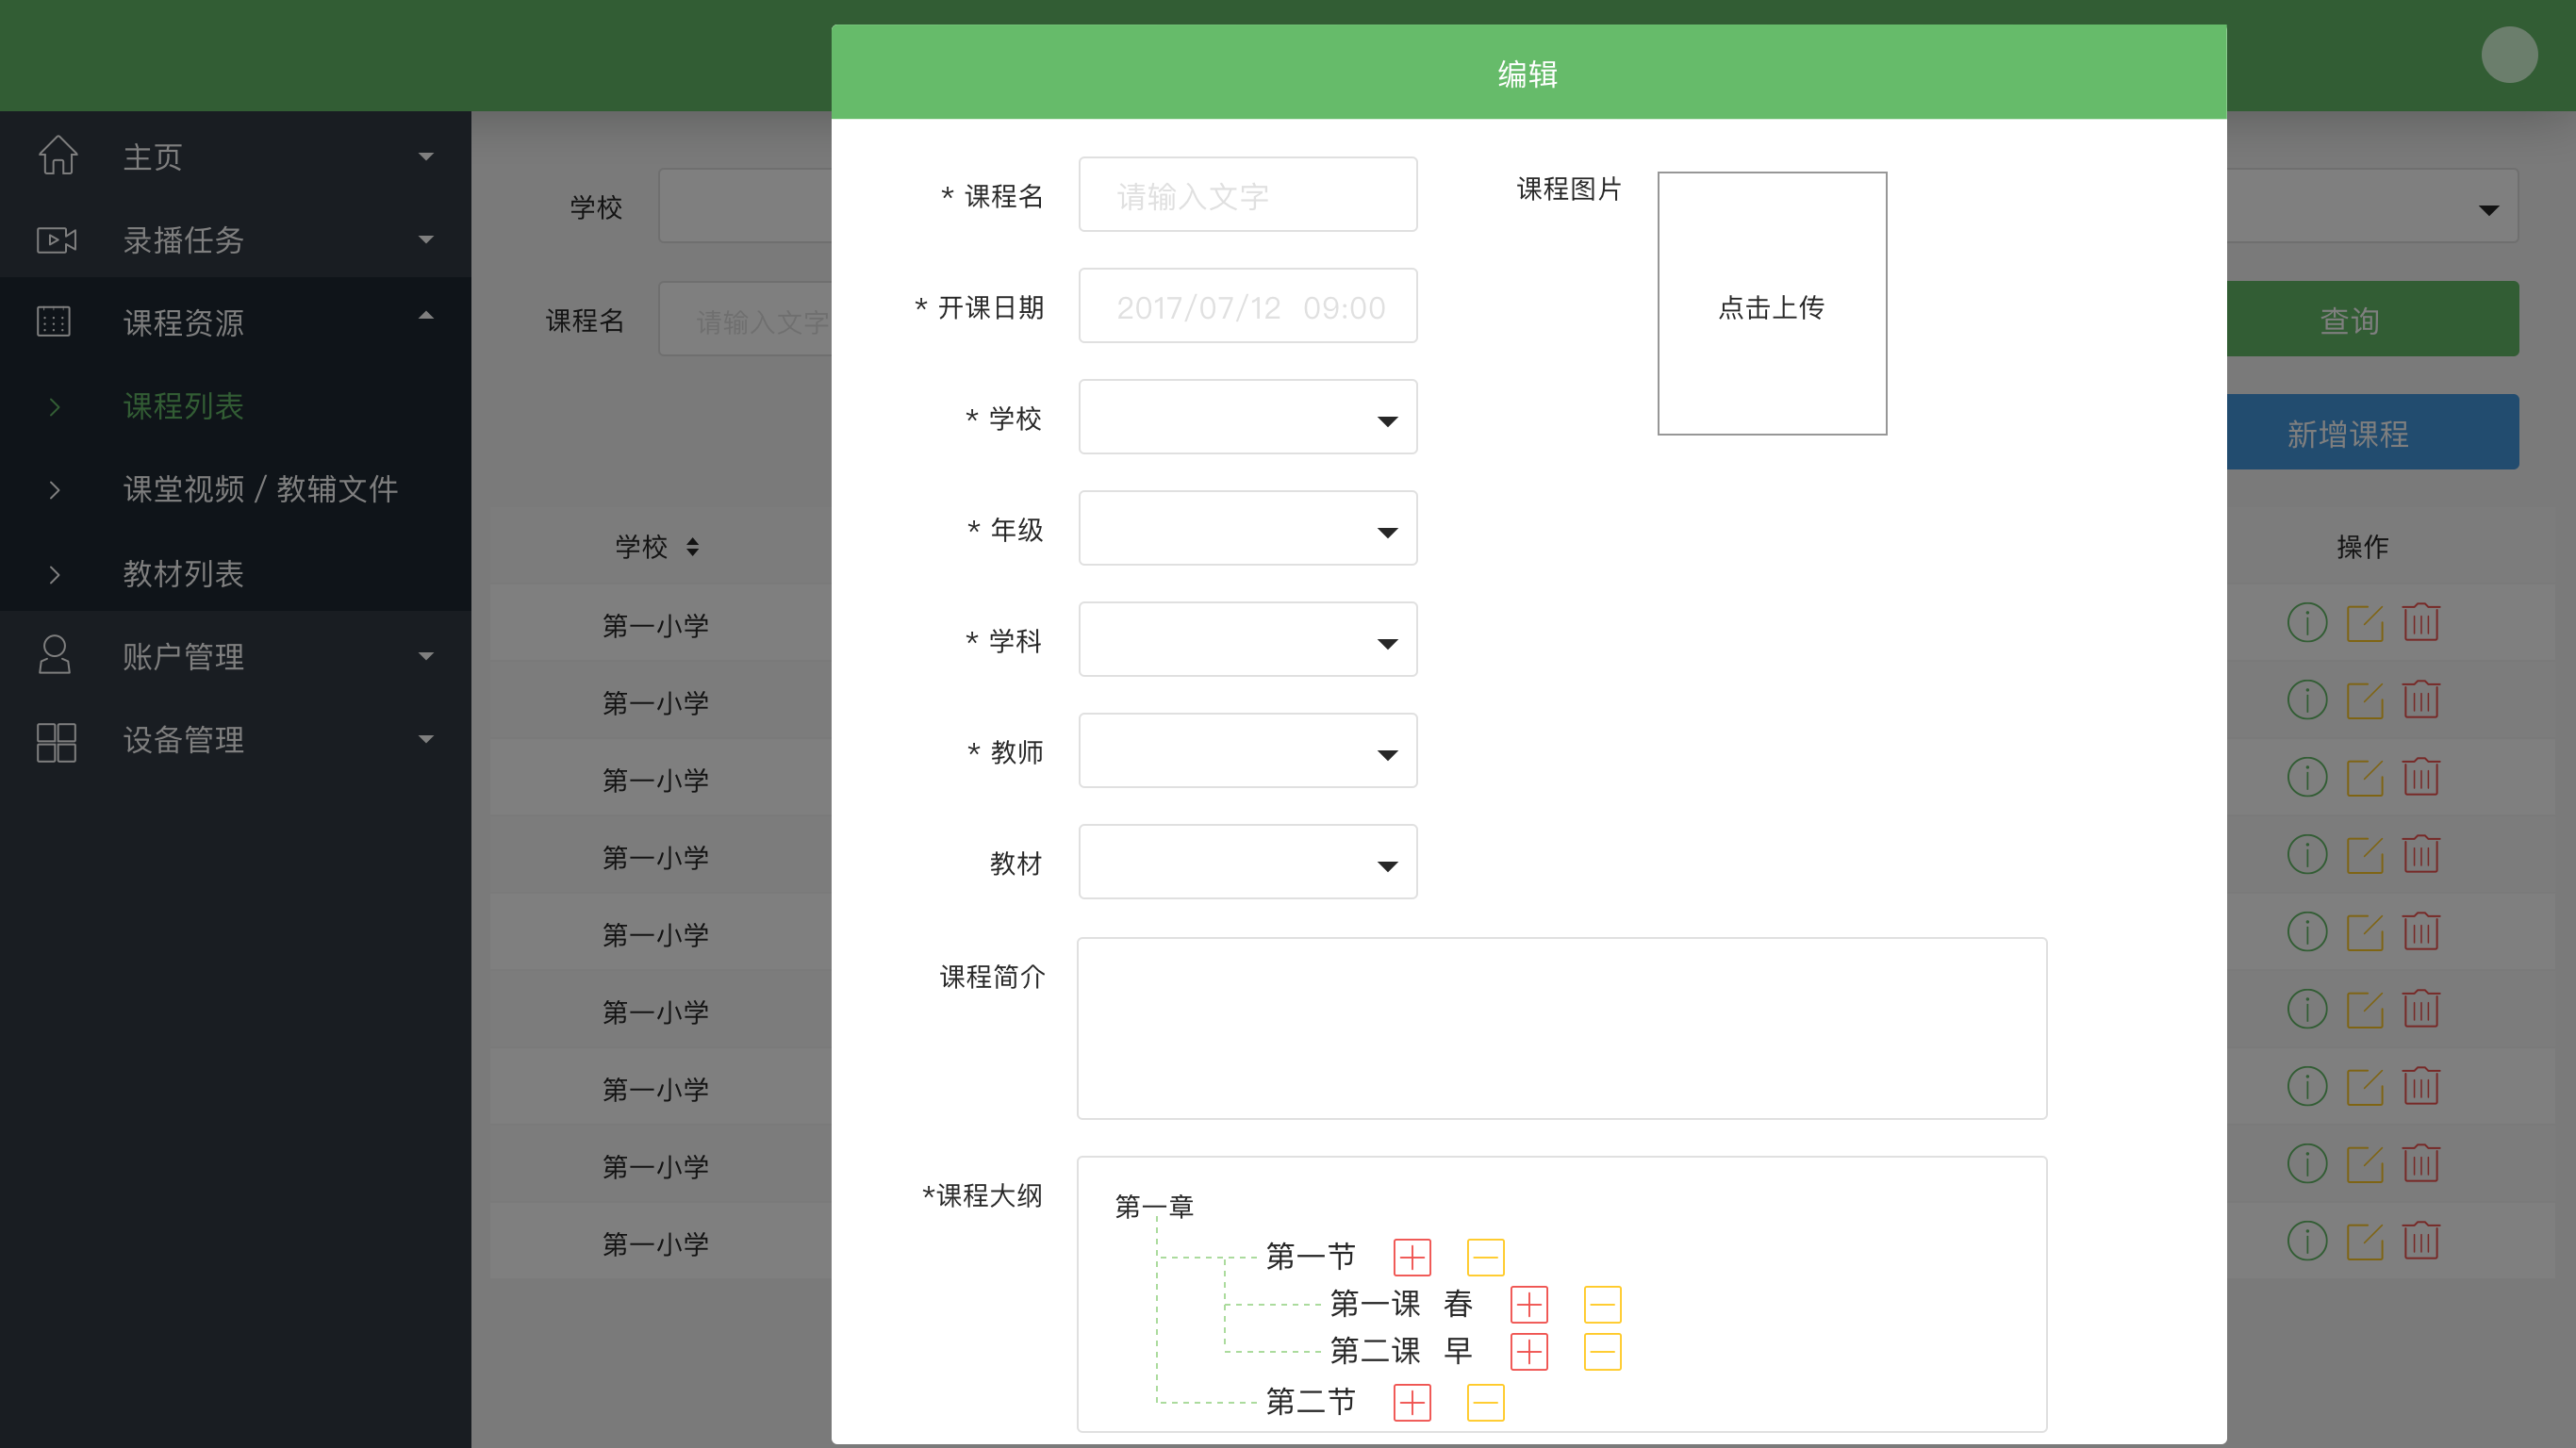 编辑
主页
录播任务
课程资源
课程列表
课堂视频 / 教辅文件
教材列表
账户管理
设备管理
学校
课程名 请输入文字
查询
新增课程
学校 操作
第一小学
第一小学
第一小学
第一小学
第一小学
第一小学
第一小学
第一小学
第一小学
* 课程名 请输入文字
课程图片
点击上传
* 开课日期 2017/07/12 09:00
* 学校
* 年级
* 学科
* 教师
教材
课程简介
*课程大纲
第一章
第一节
第一课 春
第二课 早
第二节